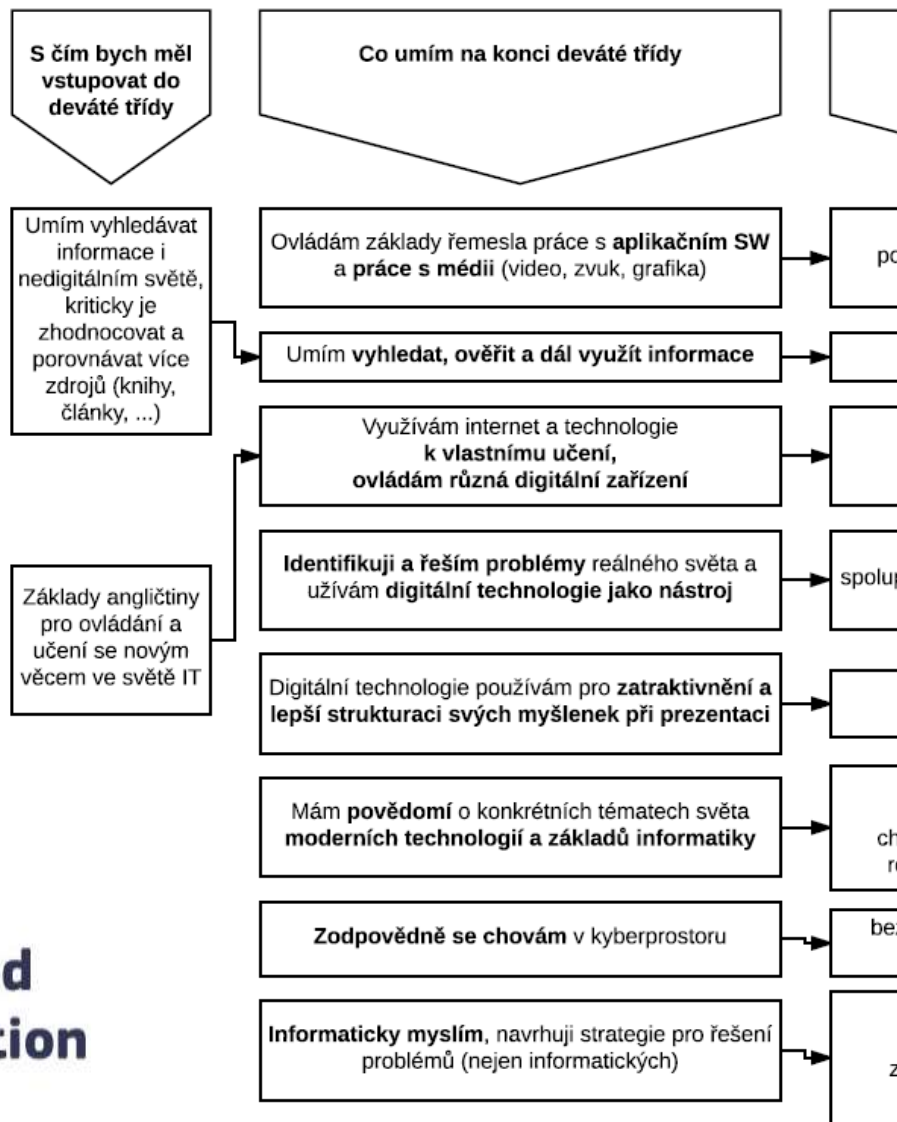 S čím bych měl
vstupovat do
deváté třídy
Co umím na konci deváté třídy
Umím vyhledávat
informace i
nedigitálním světě,
kriticky je
zhodnocovat a
porovnávat více
zdrojů (knihy,
články, ...)
Základy angličtiny
pro ovládání a
učení se novým
věcem ve světě IT
Ovládám základy řemesla práce s aplikačním SW
a práce s médii (video, zvuk, grafika)
Umím vyhledat, ověřit a dál využít informace
Využívám internet a technologie
k vlastnímu učení,
ovládám různá digitální zařízení
Identifikuji a řeším problémy reálného světa a
užívám digitální technologie jako nástroj
Digitální technologie používám pro zatraktivnění a
lepší strukturaci svých myšlenek při prezentaci
Mám povědomí o konkrétních tématech světa
moderních technologií a základů informatiky
Zodpovědně se chovám v kyberprostoru
Informaticky myslím, navrhuji strategie pro řešení
problémů (nejen informatických)